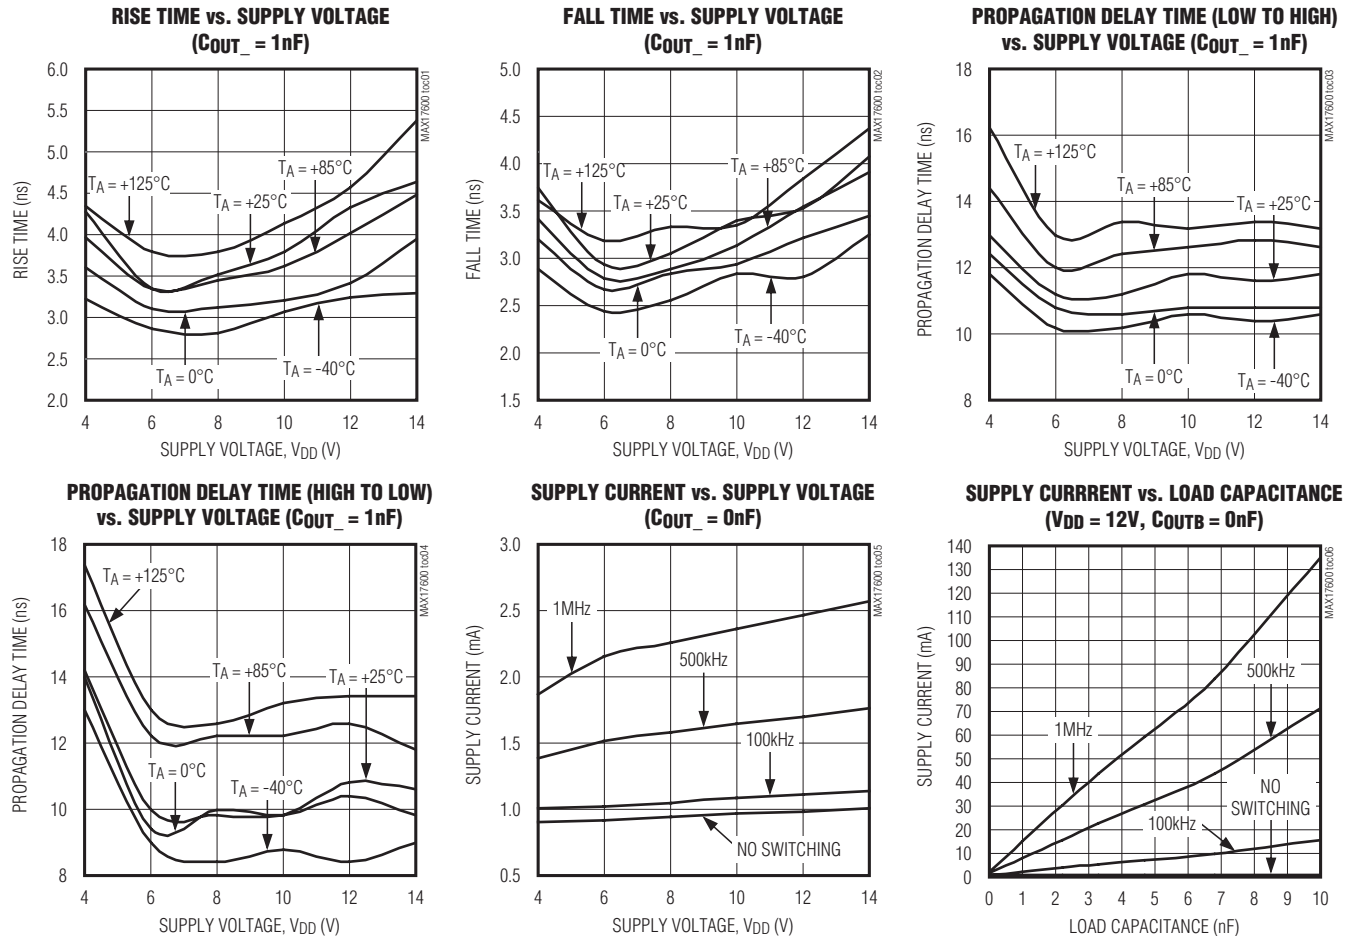 RISE TIME vs. SUPPLY VOLTAGE
(COUT_ = 1nF)
MAX17600 toc01
RISE TIME (ns)
6.0
5.5
5.0
4.5
4.0
3.5
3.0
2.5
2.0
TA = +125°C
TA = +25°C
TA = +85°C
TA = 0°C
TA = -40°C
4 6 8 10 12 14
SUPPLY VOLTAGE, VDD (V)
FALL TIME vs. SUPPLY VOLTAGE
(COUT_ = 1nF)
MAX17600 toc02
FALL TIME (ns)
5.0
4.5
4.0
3.5
3.0
2.5
2.0
1.5
TA = +125°C
TA = +25°C
TA = +85°C
TA = 0°C
TA = -40°C
4 6 8 10 12 14
SUPPLY VOLTAGE, VDD (V)
PROPAGATION DELAY TIME (LOW TO HIGH)
vs. SUPPLY VOLTAGE (COUT_ = 1nF)
MAX17600 toc03
PROPAGATION DELAY TIME (ns)
18
16
14
12
10
8
TA = +125°C
TA = +85°C
TA = +25°C
TA = 0°C
TA = -40°C
4 6 8 10 12 14
SUPPLY VOLTAGE, VDD (V)
PROPAGATION DELAY TIME (HIGH TO LOW)
vs. SUPPLY VOLTAGE (COUT_ = 1nF)
MAX17600 toc04
PROPAGATION DELAY TIME (ns)
18
16
14
12
10
8
TA = +125°C
TA = +85°C
TA = +25°C
TA = 0°C
TA = -40°C
4 6 8 10 12 14
SUPPLY VOLTAGE, VDD (V)
SUPPLY CURRENT vs. SUPPLY VOLTAGE
(COUT_ = 0nF)
MAX17600 toc05
SUPPLY CURRENT (mA)
3.0
2.5
2.0
1.5
1.0
0.5
1MHz
500kHz
100kHz
NO SWITCHING
4 6 8 10 12 14
SUPPLY VOLTAGE, VDD (V)
SUPPLY CURRRENT vs. LOAD CAPACITANCE
(VDD = 12V, COUTB = 0nF)
MAX17600 toc06
SUPPLY CURRENT (mA)
140
130
120
110
100
90
80
70
60
50
40
30
20
10
0
1MHz
500kHz
NO
SWITCHING
100kHz
0 1 2 3 4 5 6 7 8 9 10
LOAD CAPACITANCE (nF)